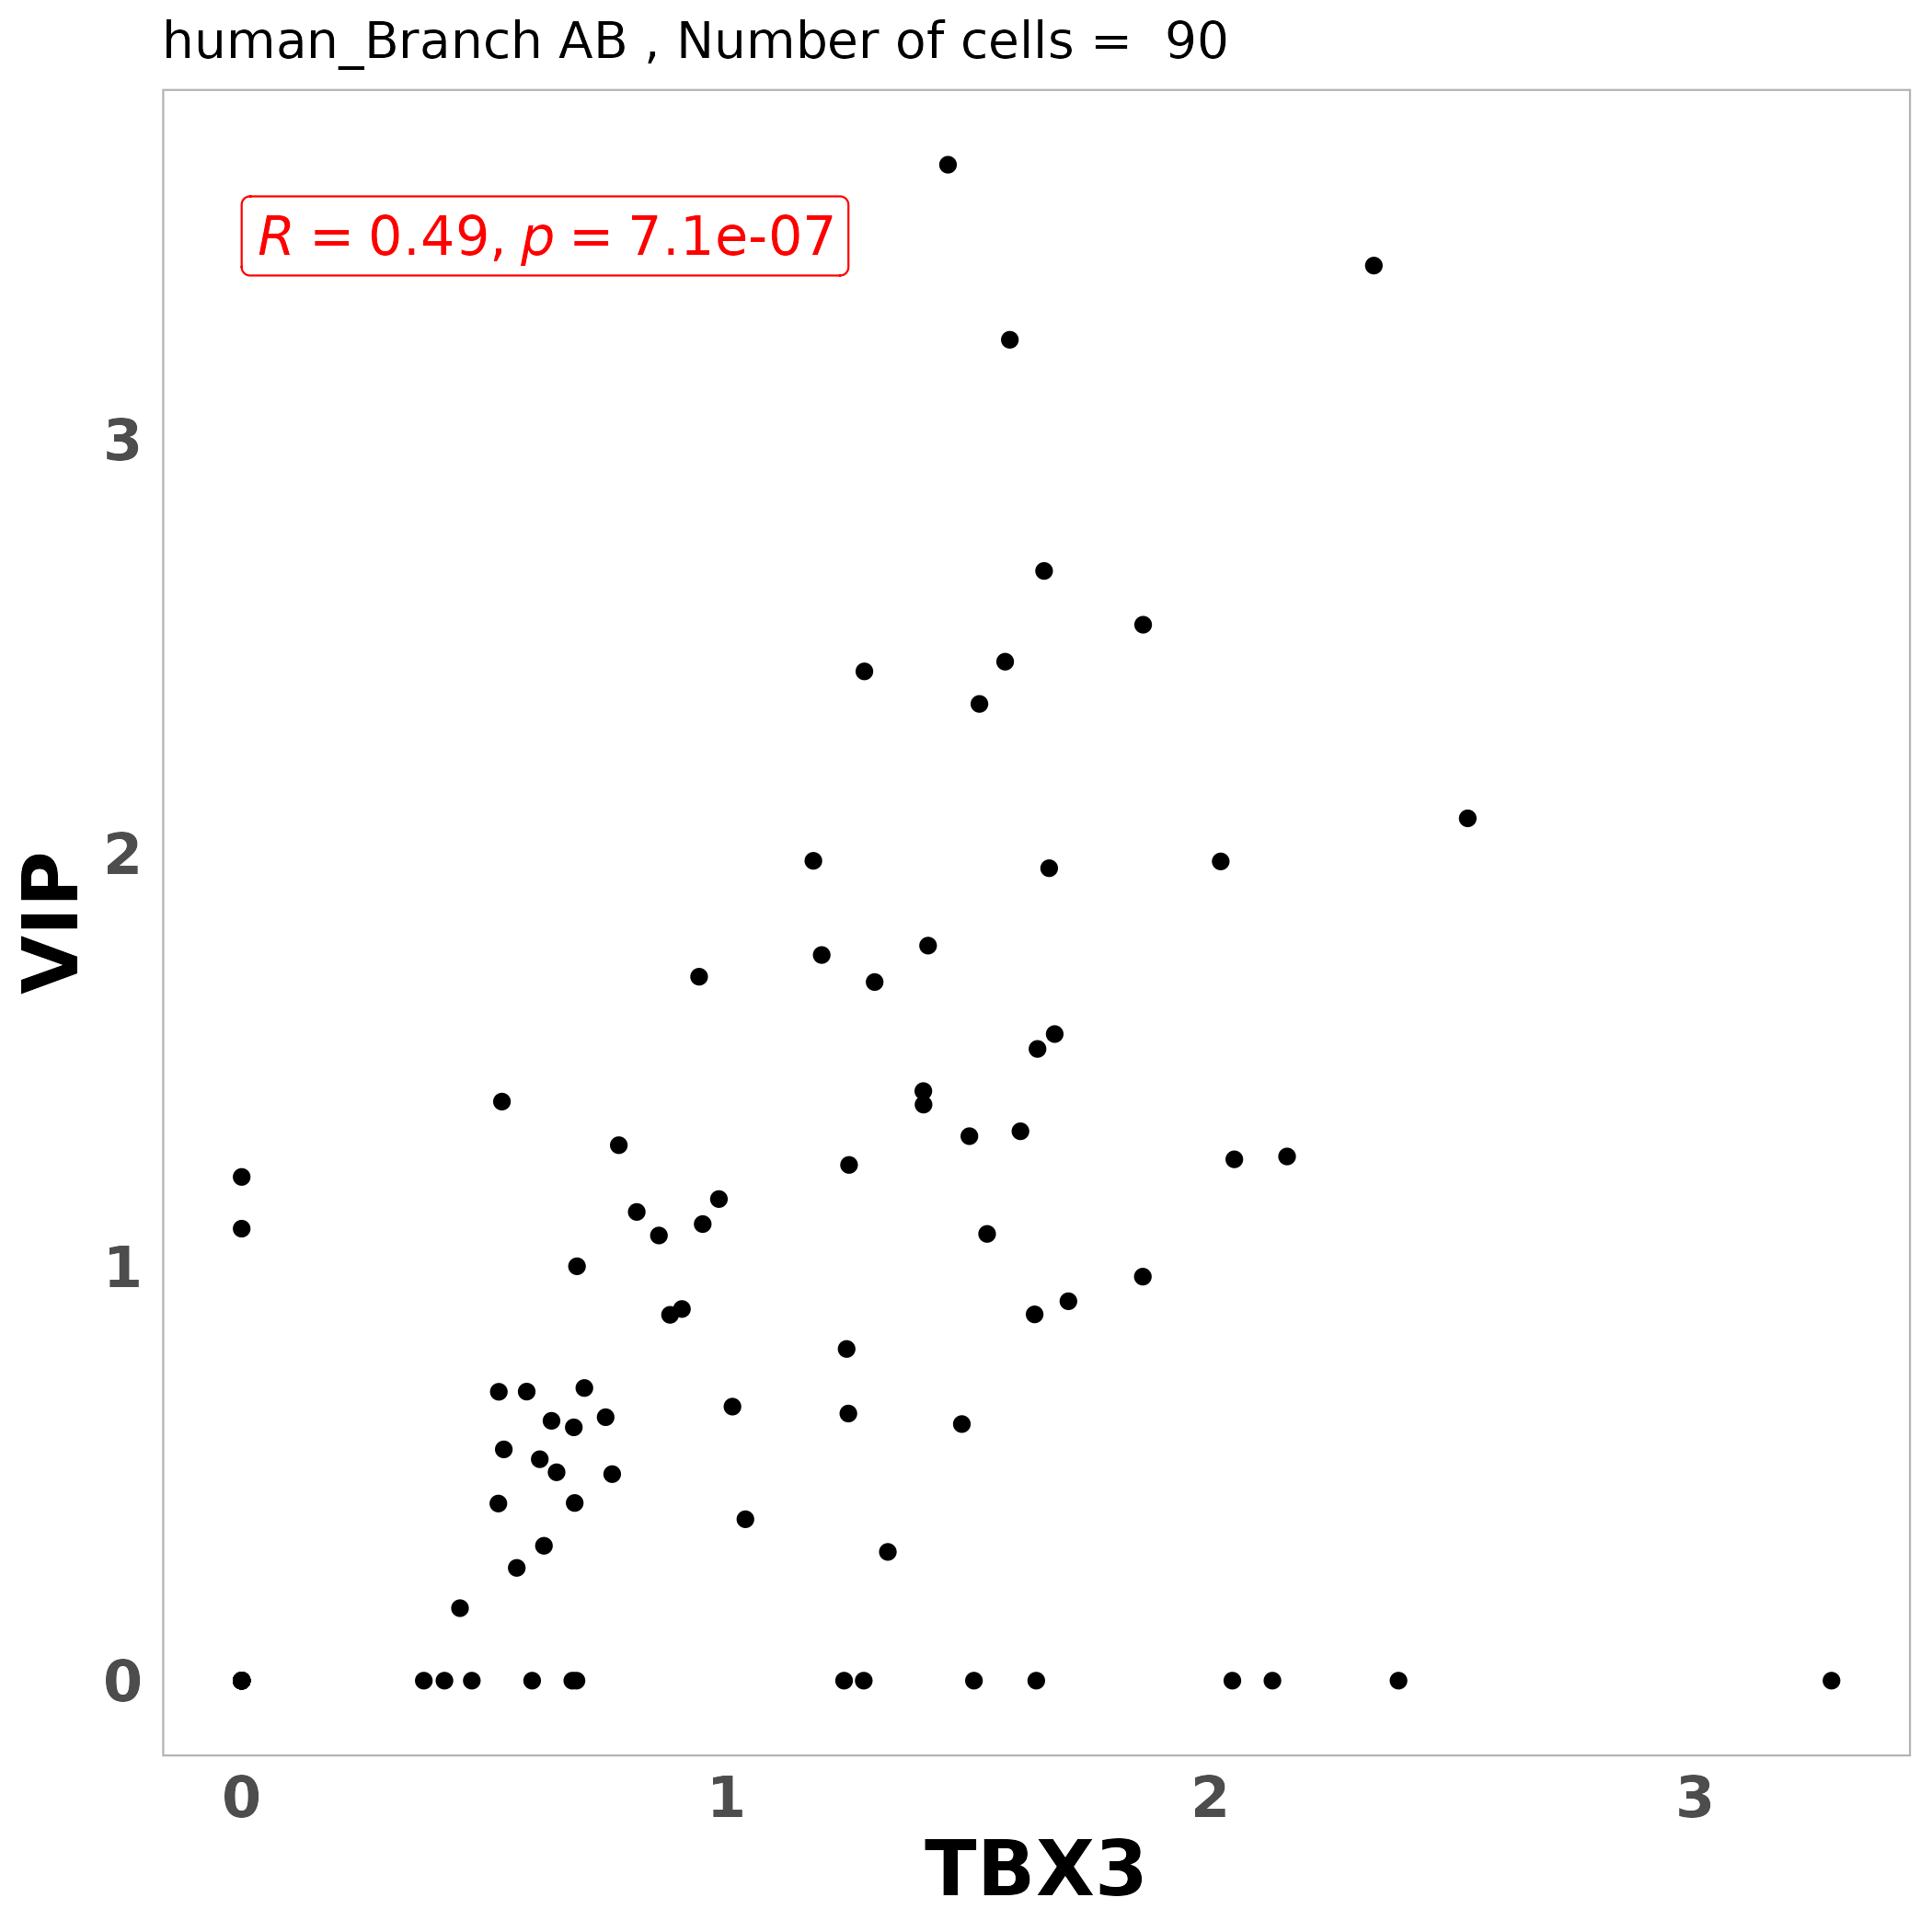 human_Branch AB , Number of cells =  90
R = 0.49, p = 7.1e-07
3
2
1
0
VIP
0 1 2 3
TBX3